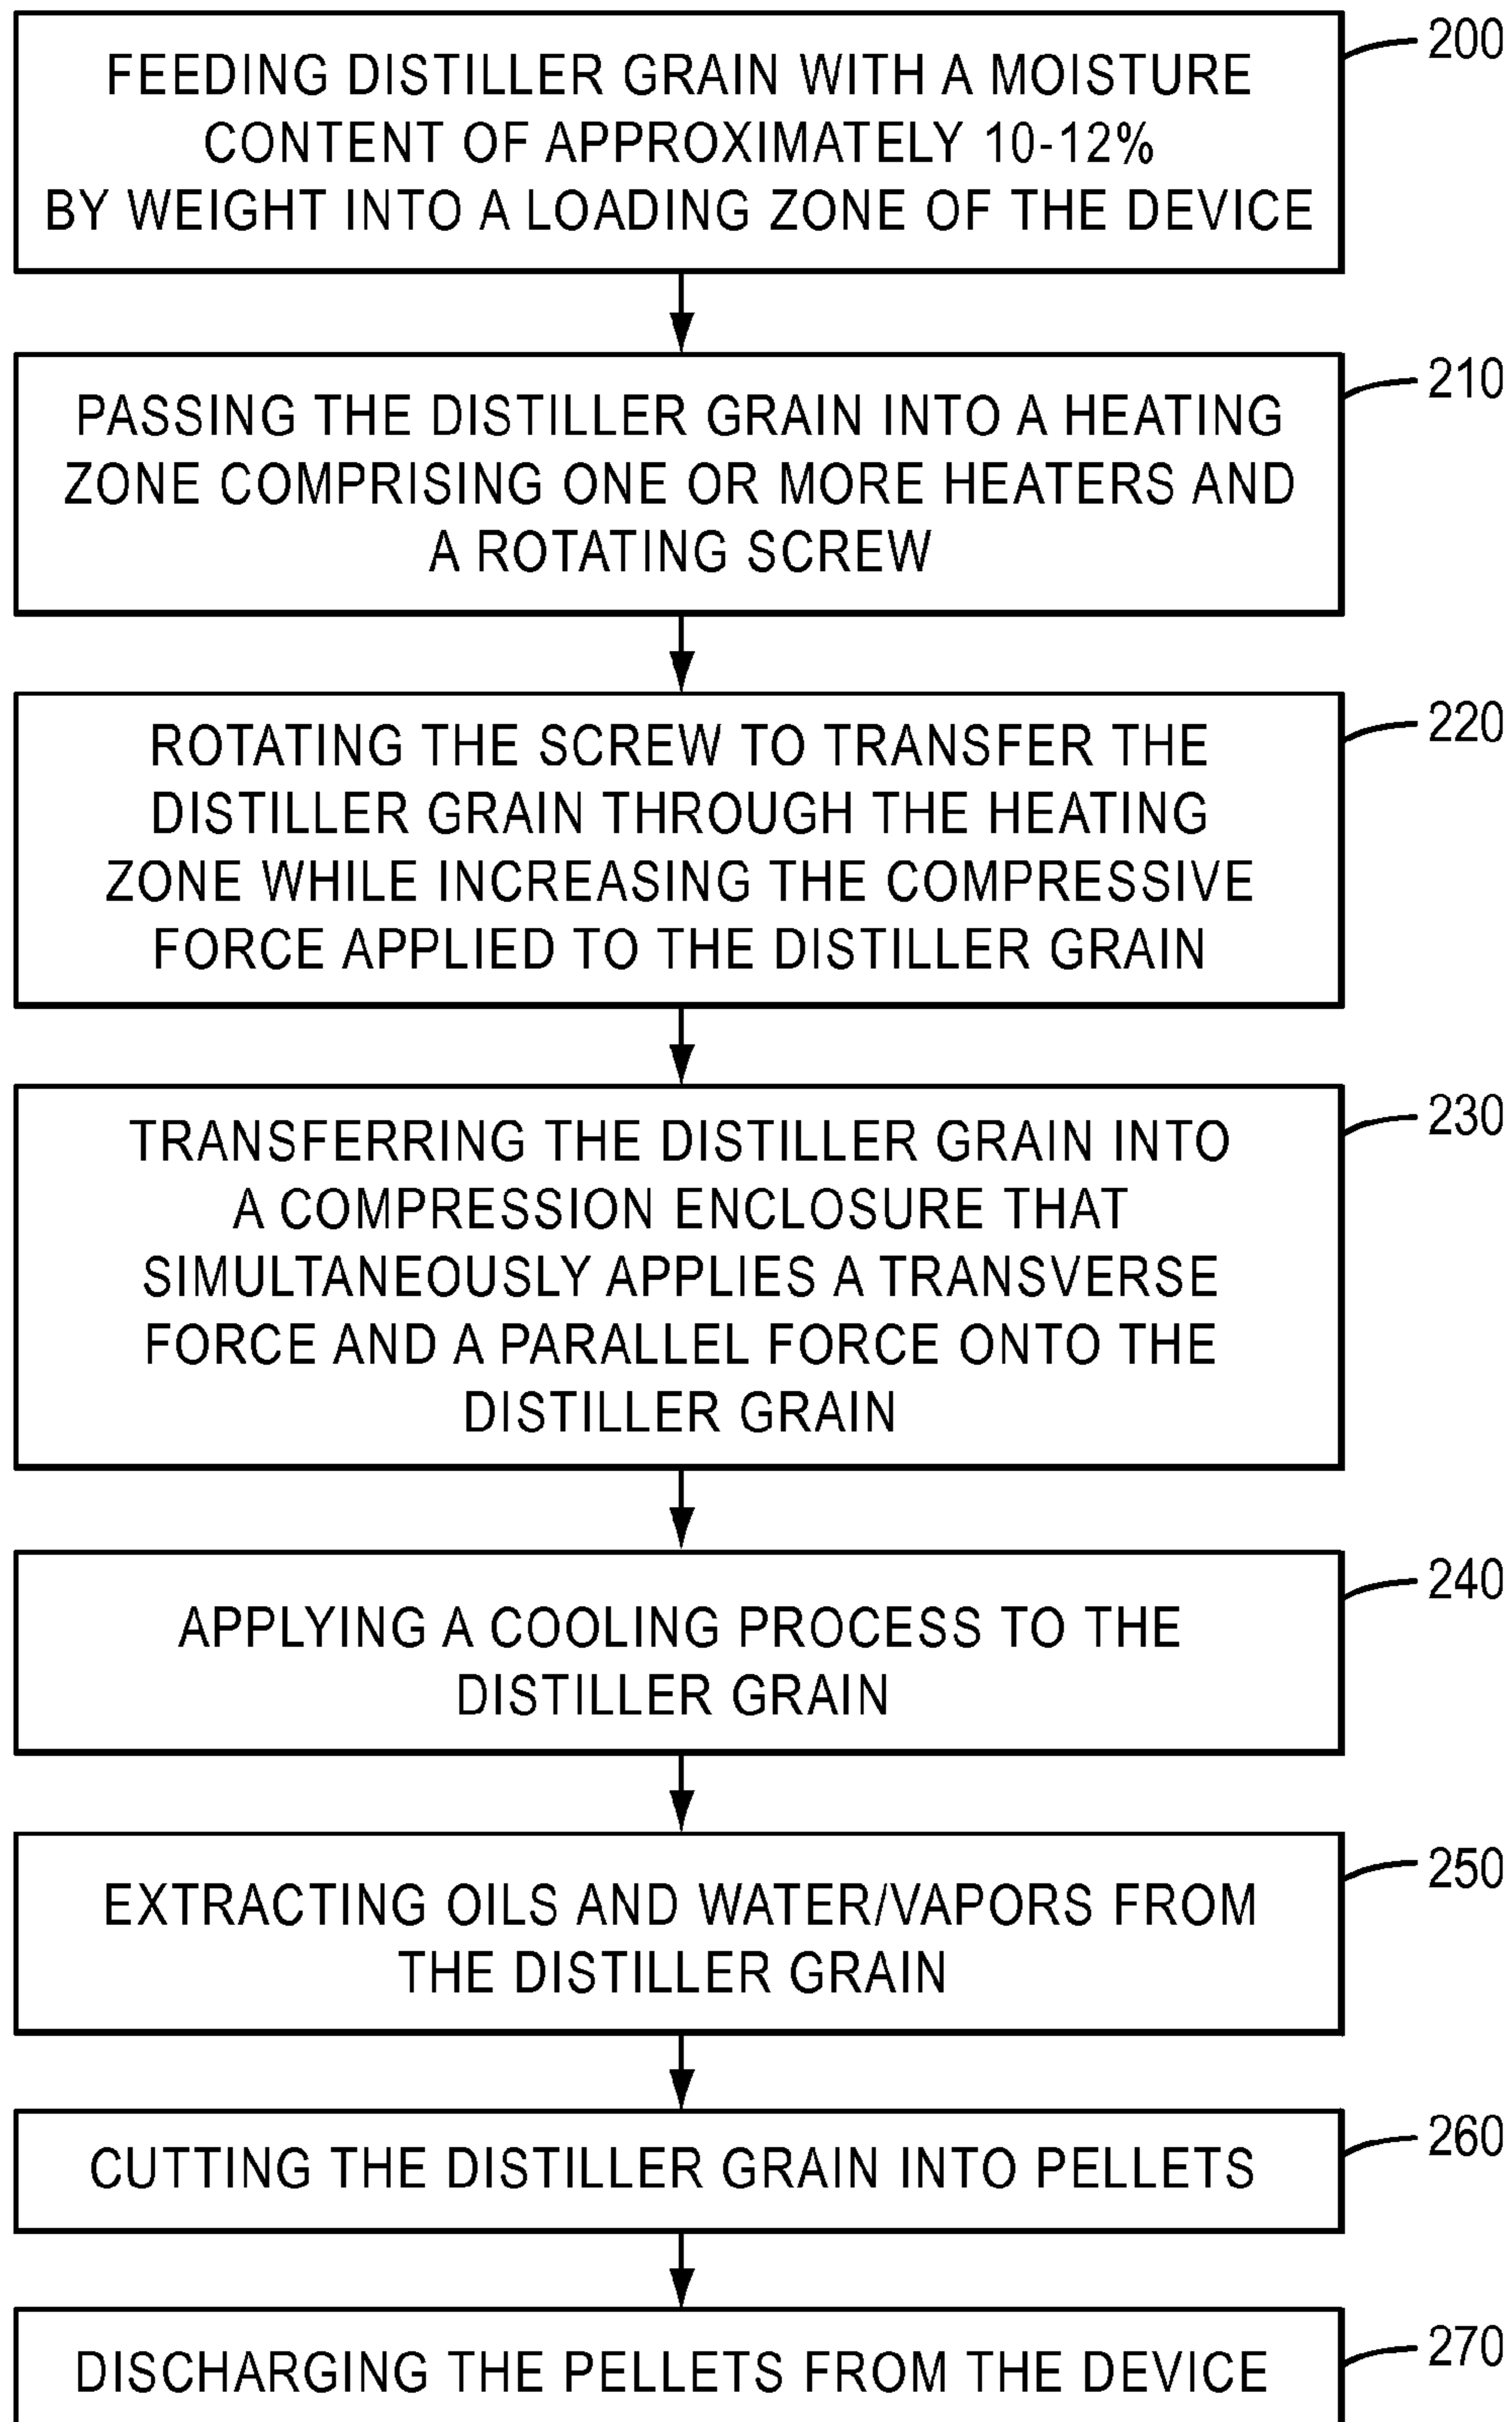 FEEDING DISTILLER GRAIN WITH A MOISTURE
CONTENT OF APPROXIMATELY 10-12%
BY WEIGHT INTO A LOADING ZONE OF THE DEVICE
200
PASSING THE DISTILLER GRAIN INTO A HEATING
ZONE COMPRISING ONE OR MORE HEATERS AND
A ROTATING SCREW
210
ROTATING THE SCREW TO TRANSFER THE
DISTILLER GRAIN THROUGH THE HEATING
ZONE WHILE INCREASING THE COMPRESSIVE
FORCE APPLIED TO THE DISTILLER GRAIN
220
TRANSFERRING THE DISTILLER GRAIN INTO
A COMPRESSION ENCLOSURE THAT
SIMULTANEOUSLY APPLIES A TRANSVERSE
FORCE AND A PARALLEL FORCE ONTO THE
DISTILLER GRAIN
230
APPLYING A COOLING PROCESS TO THE
DISTILLER GRAIN
240
EXTRACTING OILS AND WATER/VAPORS FROM
THE DISTILLER GRAIN
250
CUTTING THE DISTILLER GRAIN INTO PELLETS
260
DISCHARGING THE PELLETS FROM THE DEVICE
270